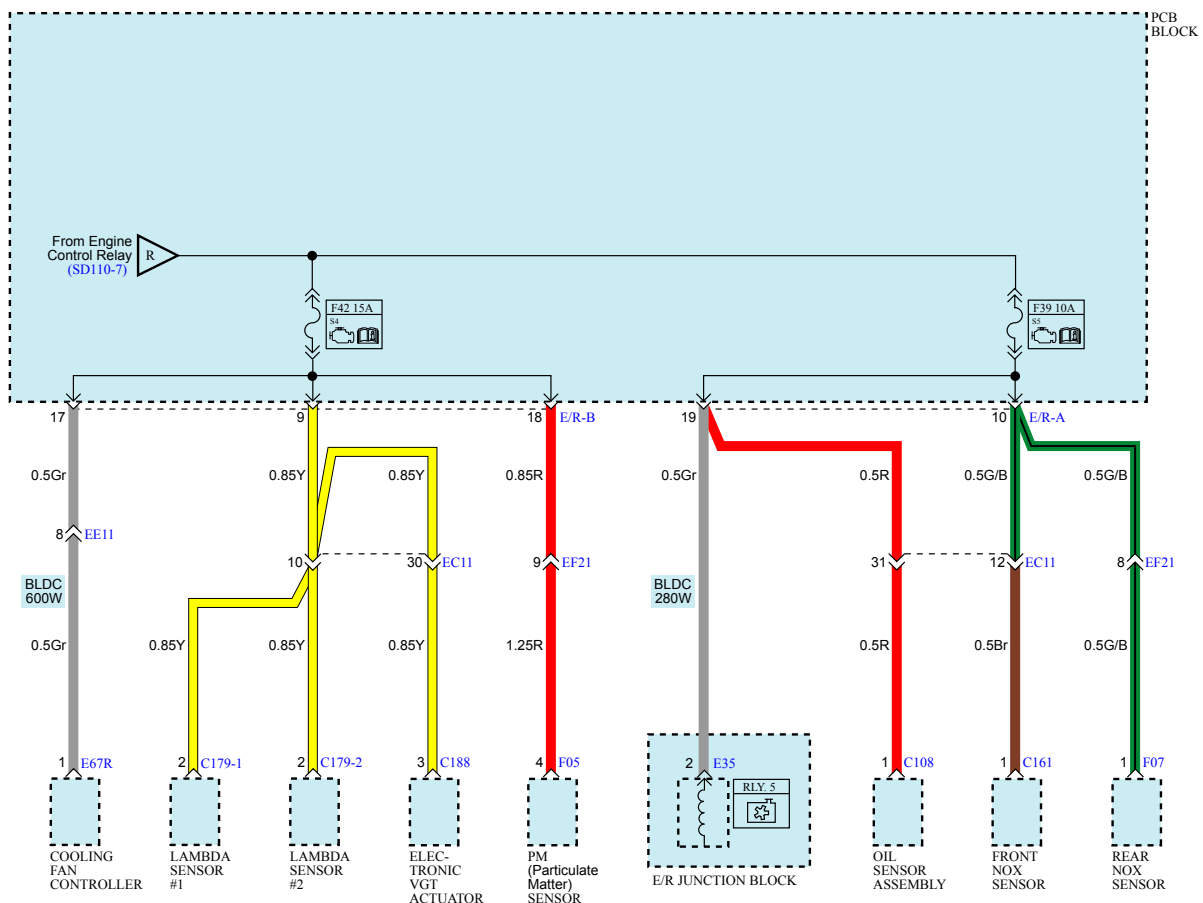 PCB
BLOCK
From Engine
Control Relay
(SD110-7)
R
F42 15A
S4
F39 10A
S5
17
9
18
E/R-B
19
10
E/R-A
0.5Gr
0.85Y
0.85Y
0.85R
0.5Gr
0.5R
0.5G/B
0.5G/B
8
EE11
10
30
EC11
9
EF21
31
12
EC11
8
EF21
BLDC
600W
BLDC
280W
0.5Gr
0.85Y
0.85Y
0.85Y
1.25R
0.5R
0.5Br
0.5G/B
1
E67R
2
C179-1
2
C179-2
3
C188
4
F05
2
E35
1
C108
1
C161
1
F07
RLY. 5
COOLING
FAN
CONTROLLER
LAMBDA
SENSOR
#1
LAMBDA
SENSOR
#2
ELEC-
TRONIC
VGT
ACTUATOR
PM
(Particulate
Matter)
SENSOR
E/R JUNCTION BLOCK
OIL
SENSOR
ASSEMBLY
FRONT
NOX
SENSOR
REAR
NOX
SENSOR